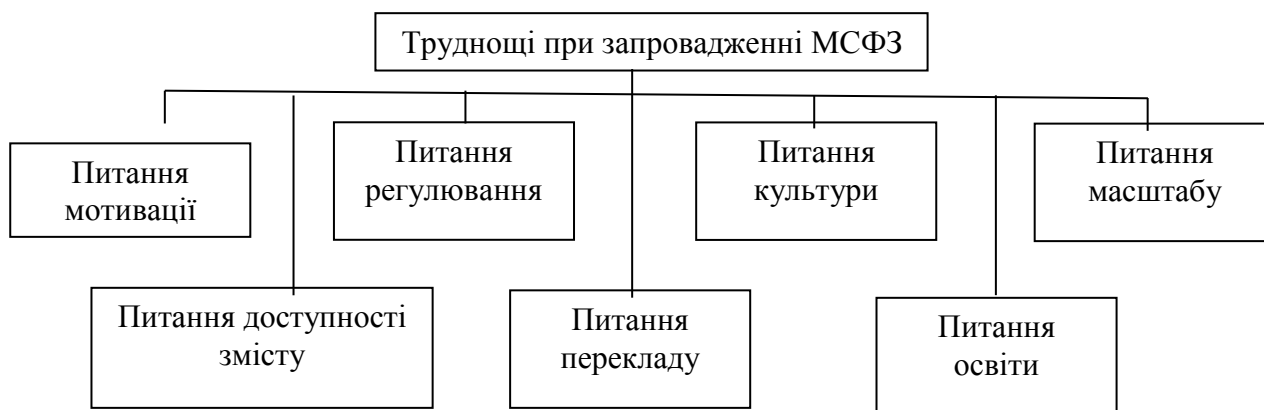 Труднощі при запровадженні МСФЗ
Питання
мотивації
Питання
регулювання
Питання
культури
Питання
масштабу
Питання доступності
змісту
Питання
перекладу
Питання
освіти